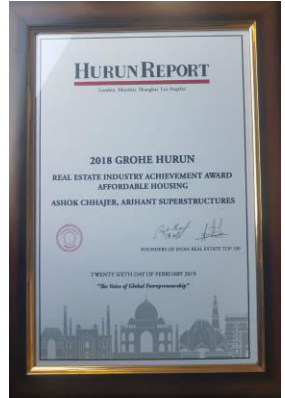 HURUN REPORT
London, Mumbai, Shanghai, Los Angeles
2018 GROHE HURUN
REAL ESTATE INDUSTRY ACHIEVEMENT AWARD
AFFORDABLE HOUSING
ASHOK CHHAJER, ARIHANT SUPERSTRUCTURES
FOUNDERS OF INDIA REAL ESTATE TOP 100
TWENTY-SIXTH DAY OF FEBRUARY 2019
"The Voice of Global Entrepreneurship"